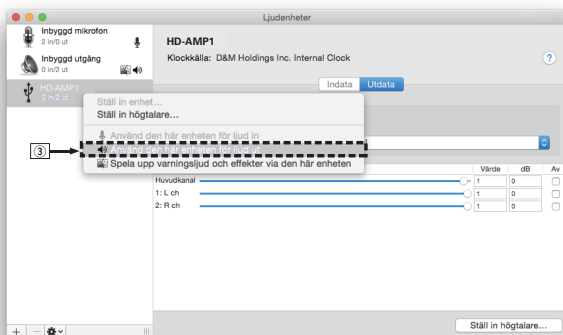 Ljudenheter
Inbyggd mikrofon
2 in/0 ut
Inbyggd utgång
0 in/2 ut
HD-AMP1
0 in/2 ut
HD-AMP1
Klockkälla: D&M Holdings Inc. Internal Clock
?
Indata Utdata
Ställ in enhet...
Ställ in högtalare...
Använd den här enheten för ljud in
③
Använd den här enheten för ljud ut
Spela upp varningsljud och effekter via den här enheten
Värde dB Av
Huvudkanal 1 0
1: L ch 1 0
2: R ch 1 0
Ställ in högtalare...